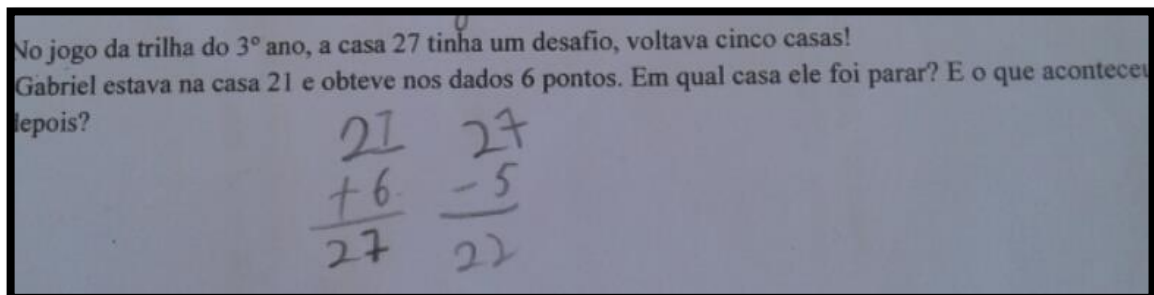 No jogo da trilha do 3º ano, a casa 27 tinha um desafio, voltava cinco casas!
Gabriel estava na casa 21 e obteve nos dados 6 pontos. Em qual casa ele foi parar? E o que aconteceu
depois?
21 27
+6 -5
27 22